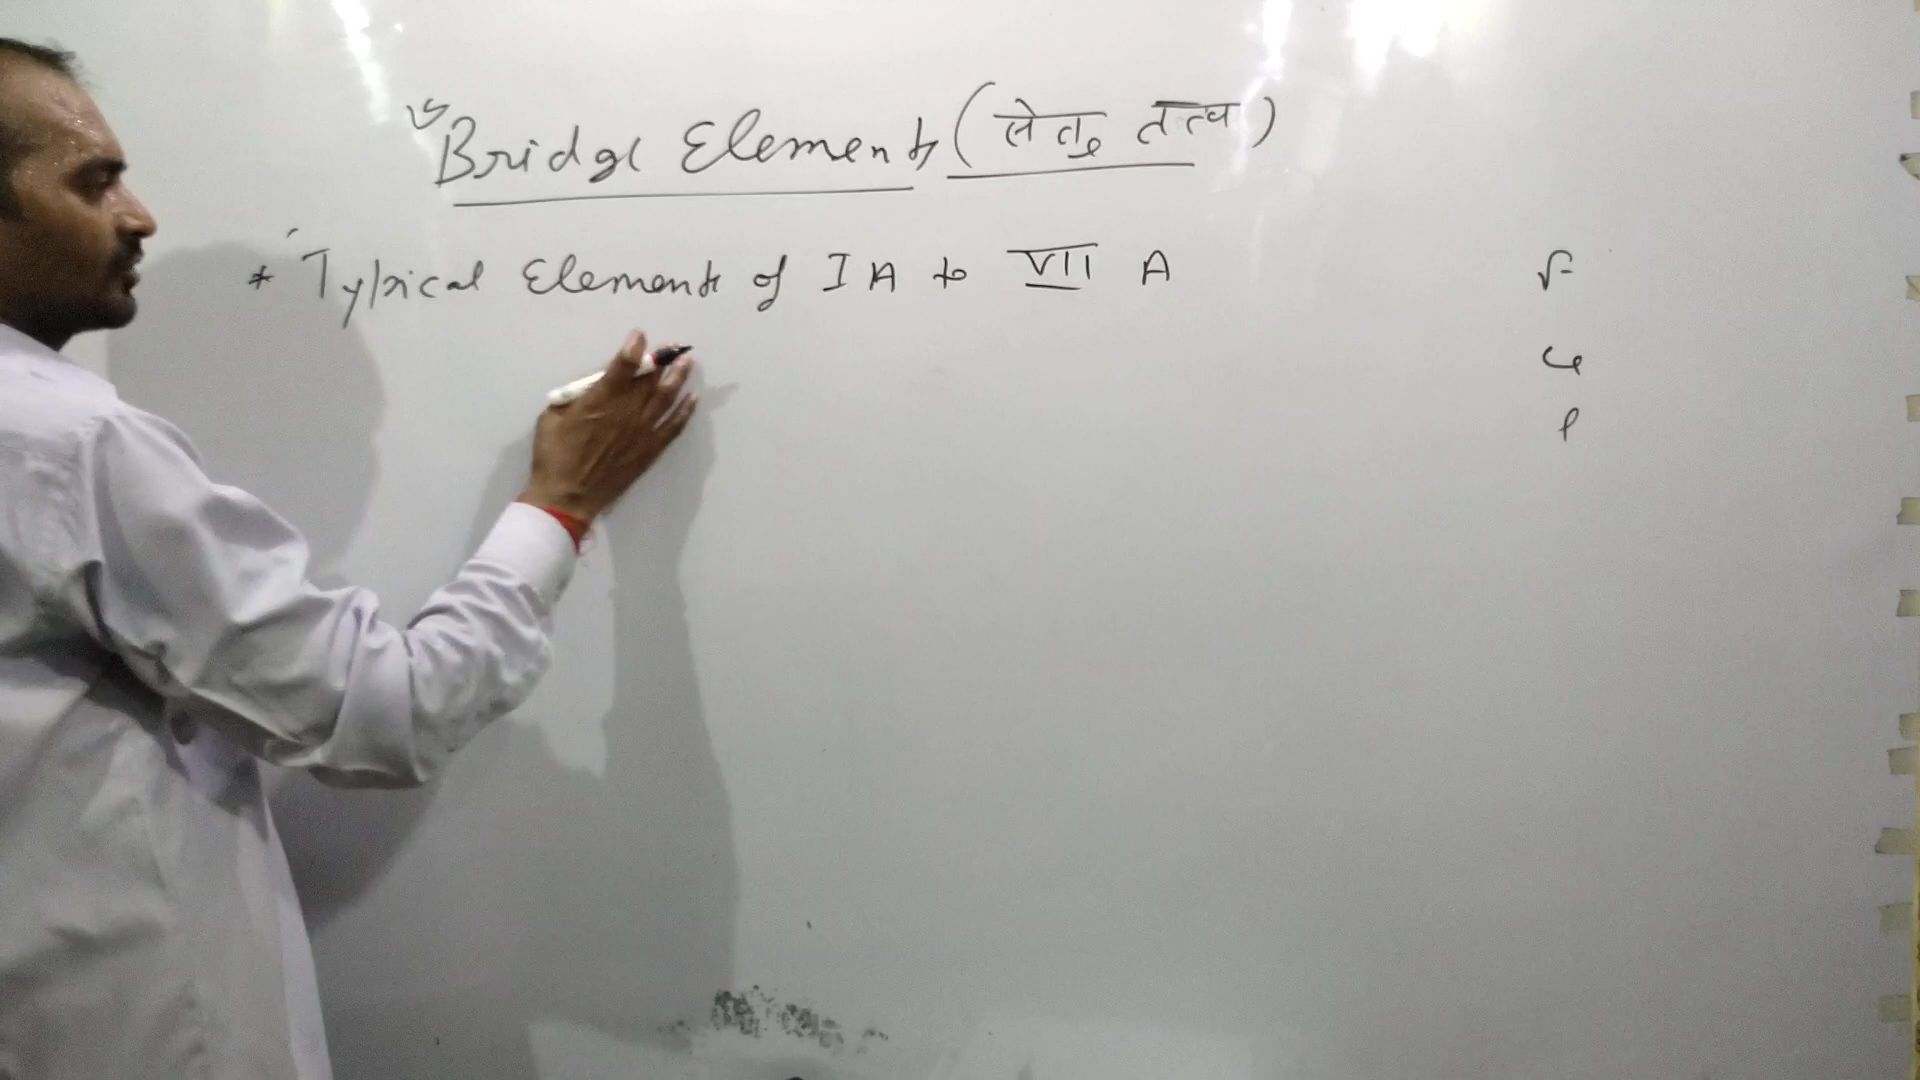 Bridge Elements (सेतु तत्व)
* Typical Elements of I A to VII A